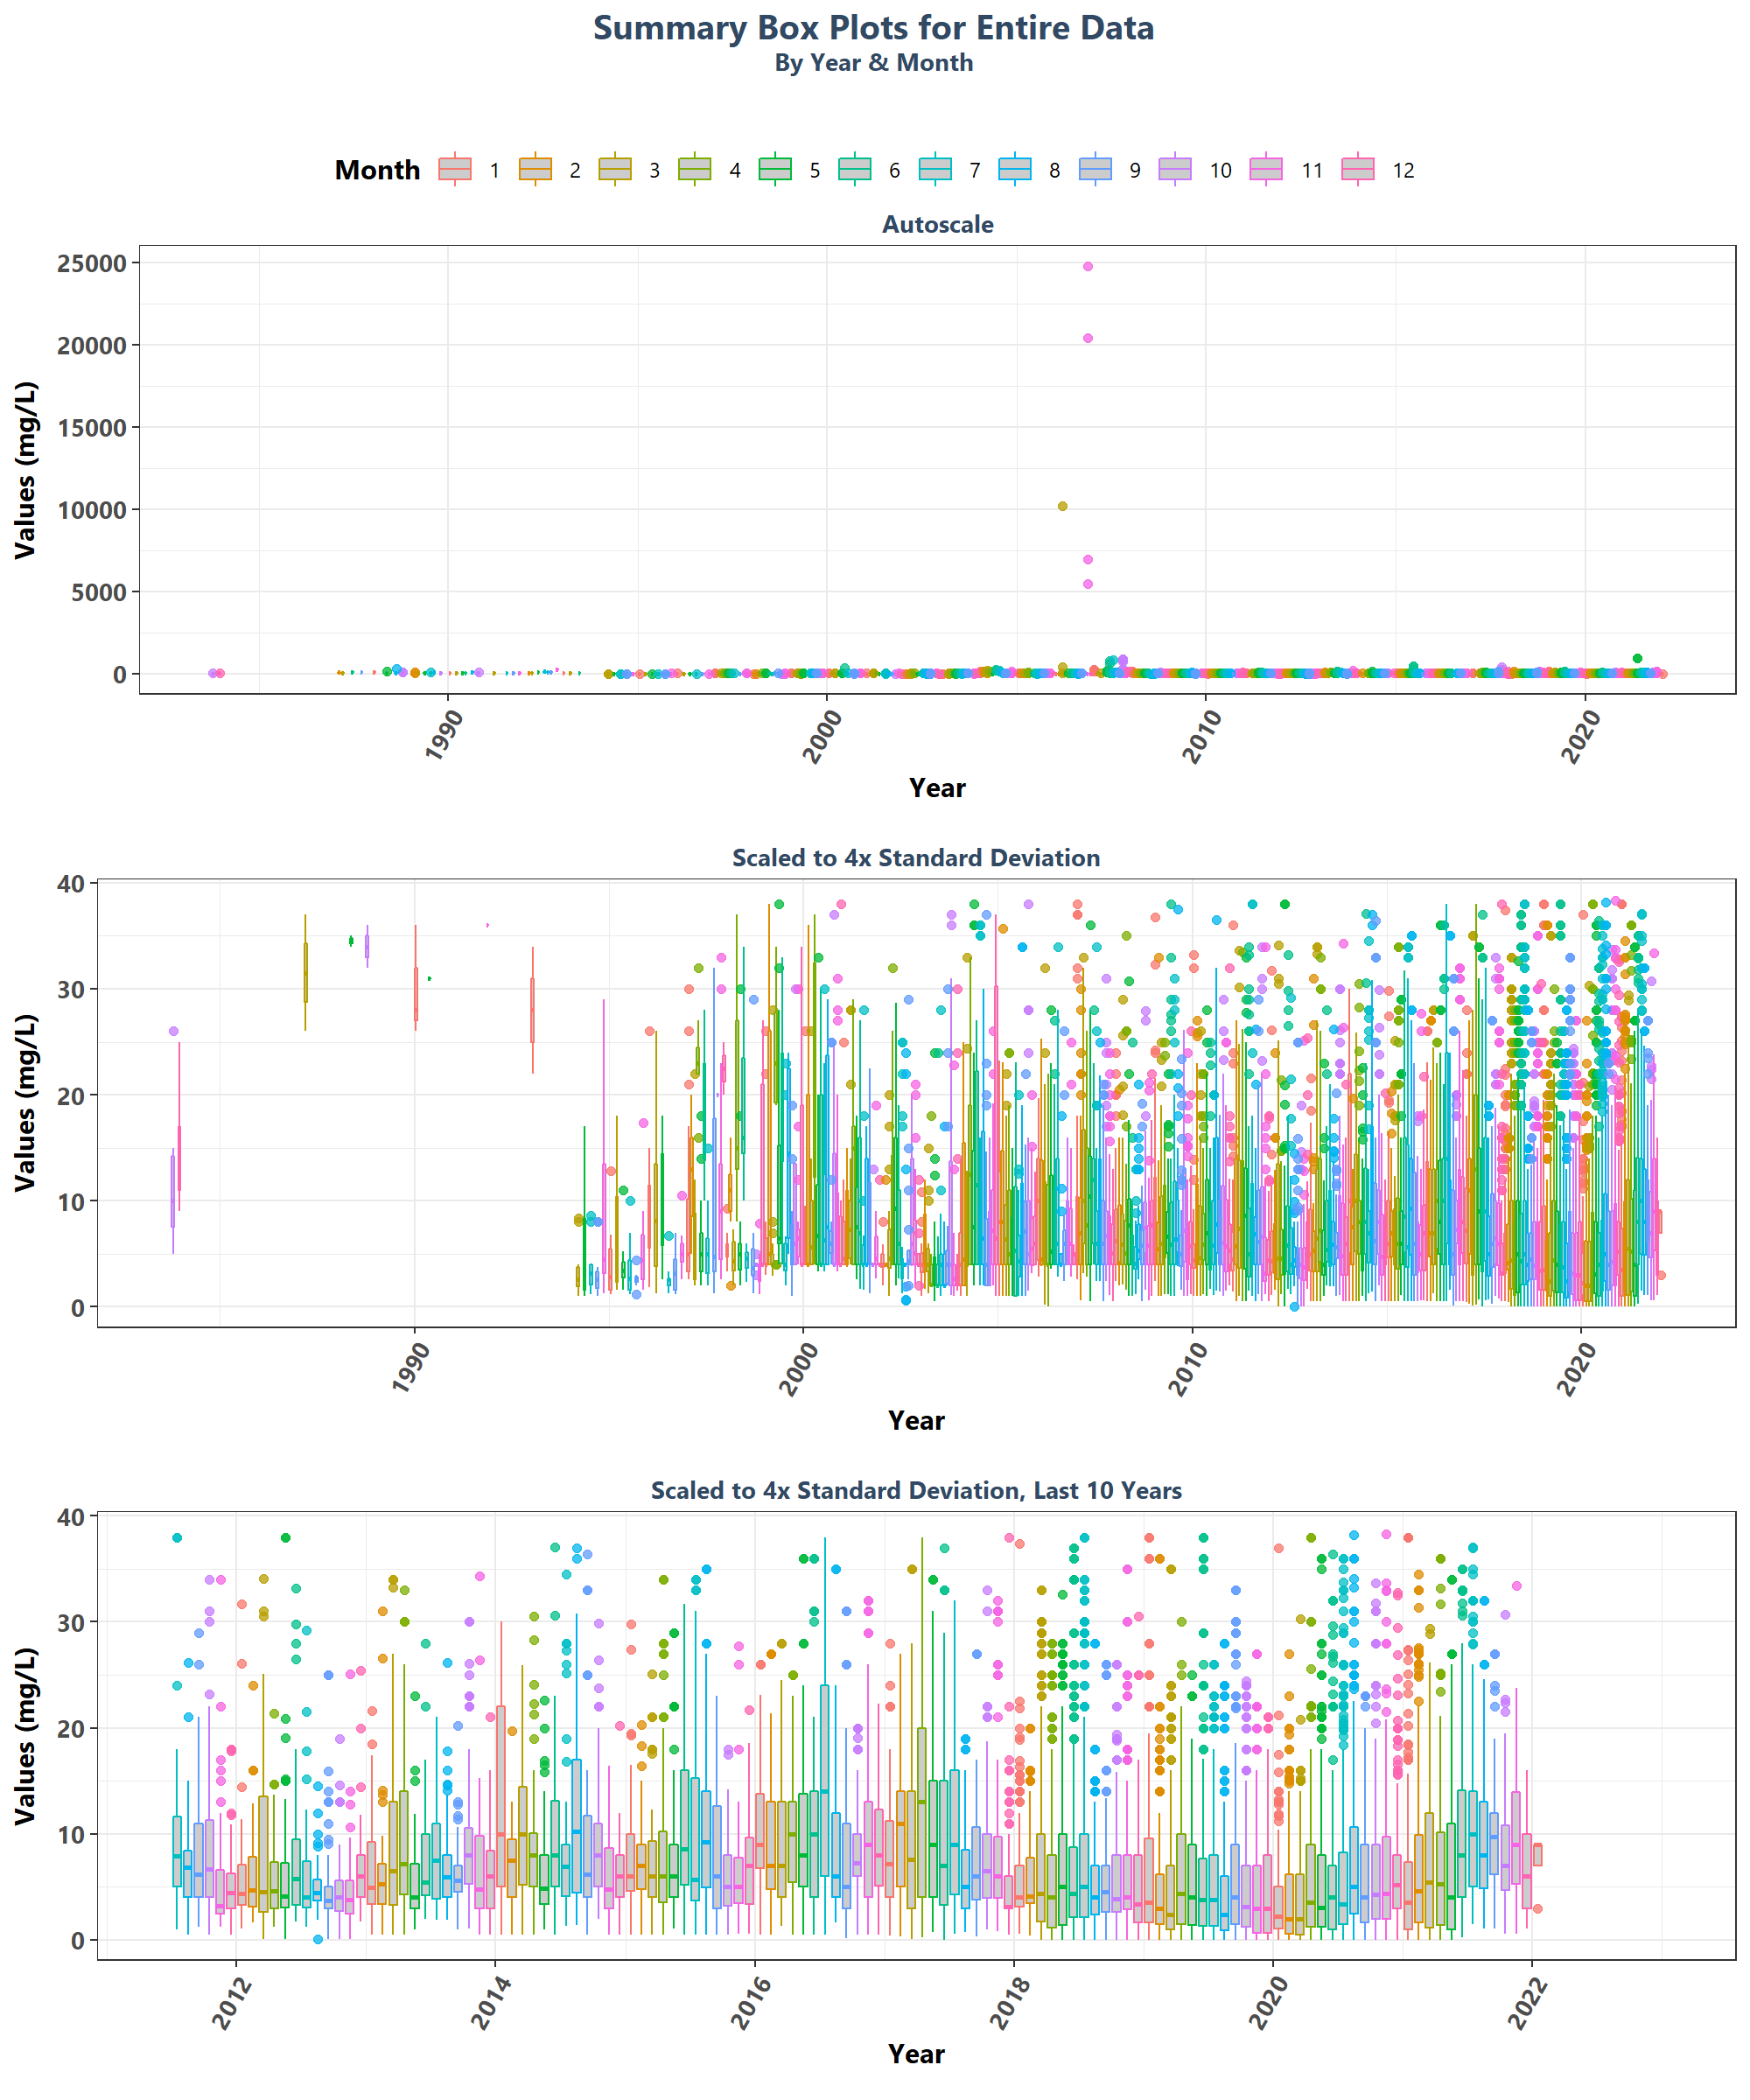 Summary Box Plots for Entire Data
By Year & Month
Month 1 2 3 4 5 6 7 8 9 10 11 12
Autoscale
25000
20000
15000
10000
5000
0
Values (mg/L)
1990 2000 2010 2020
Year
Scaled to 4x Standard Deviation
40
30
20
10
0
Values (mg/L)
1990 2000 2010 2020
Year
Scaled to 4x Standard Deviation, Last 10 Years
40
30
20
10
0
Values (mg/L)
2012 2014 2016 2018 2020 2022
Year